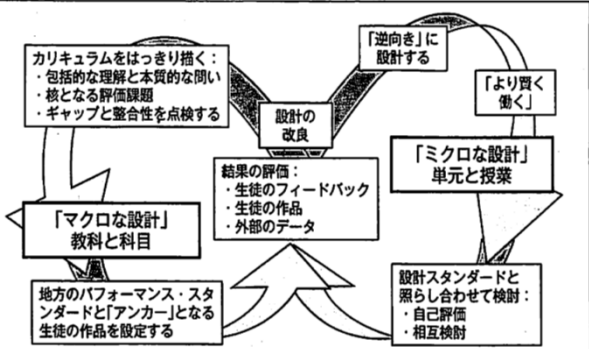 カリキュラムをはっきり描く：
・包括的な理解と本質的な問い
・核となる評価課題
・ギャップと整合性を点検する
「マクロな設計」
教科と科目
地方のパフォーマンス・スタ
ンダードと「アンカー」となる
生徒の作品を設定する
設計の
改良
結果の評価：
・生徒のフィードバック
・生徒の作品
・外部のデータ
「逆向き」に
設計する
「より賢く
働く」
「ミクロな設計」
単元と授業
設計スタンダードと
照らし合わせて検討：
・自己評価
・相互検討